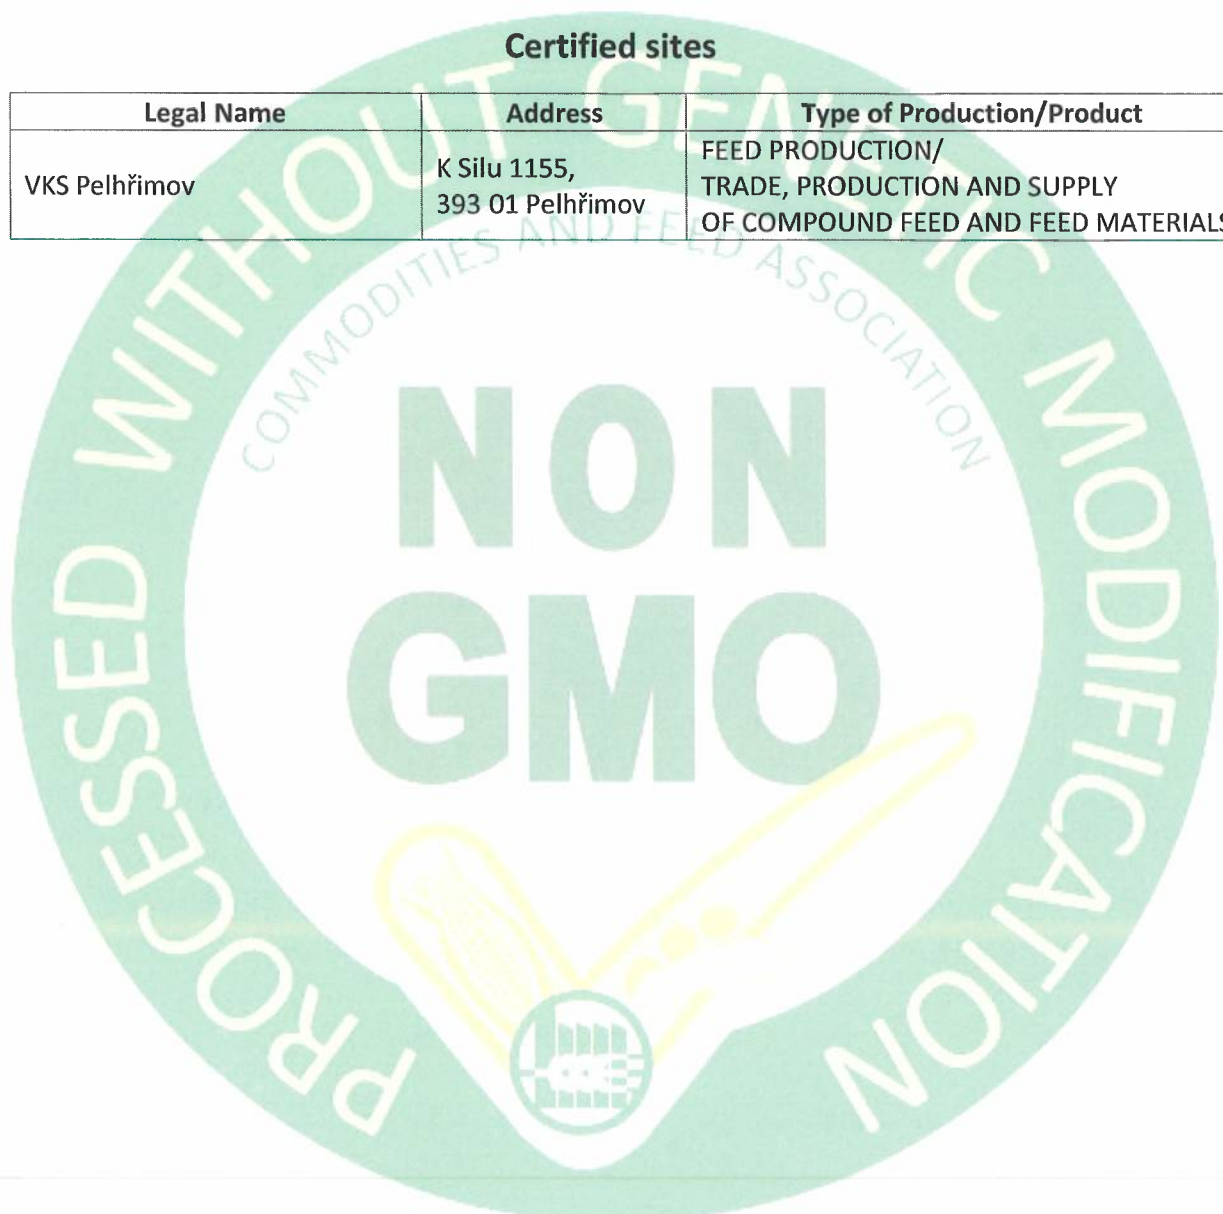 Certified sites
Legal Name
Address
Type of Production/Product
VKS Pelhřimov
K Silu 1155,
393 01 Pelhřimov
FEED PRODUCTION/
TRADE, PRODUCTION AND SUPPLY
OF COMPOUND FEED AND FEED MATERIALS
PROCESSED WITHOUT GENETIC MODIFICATION
COMMODITIES AND FEED ASSOCIATION
NON
GMO